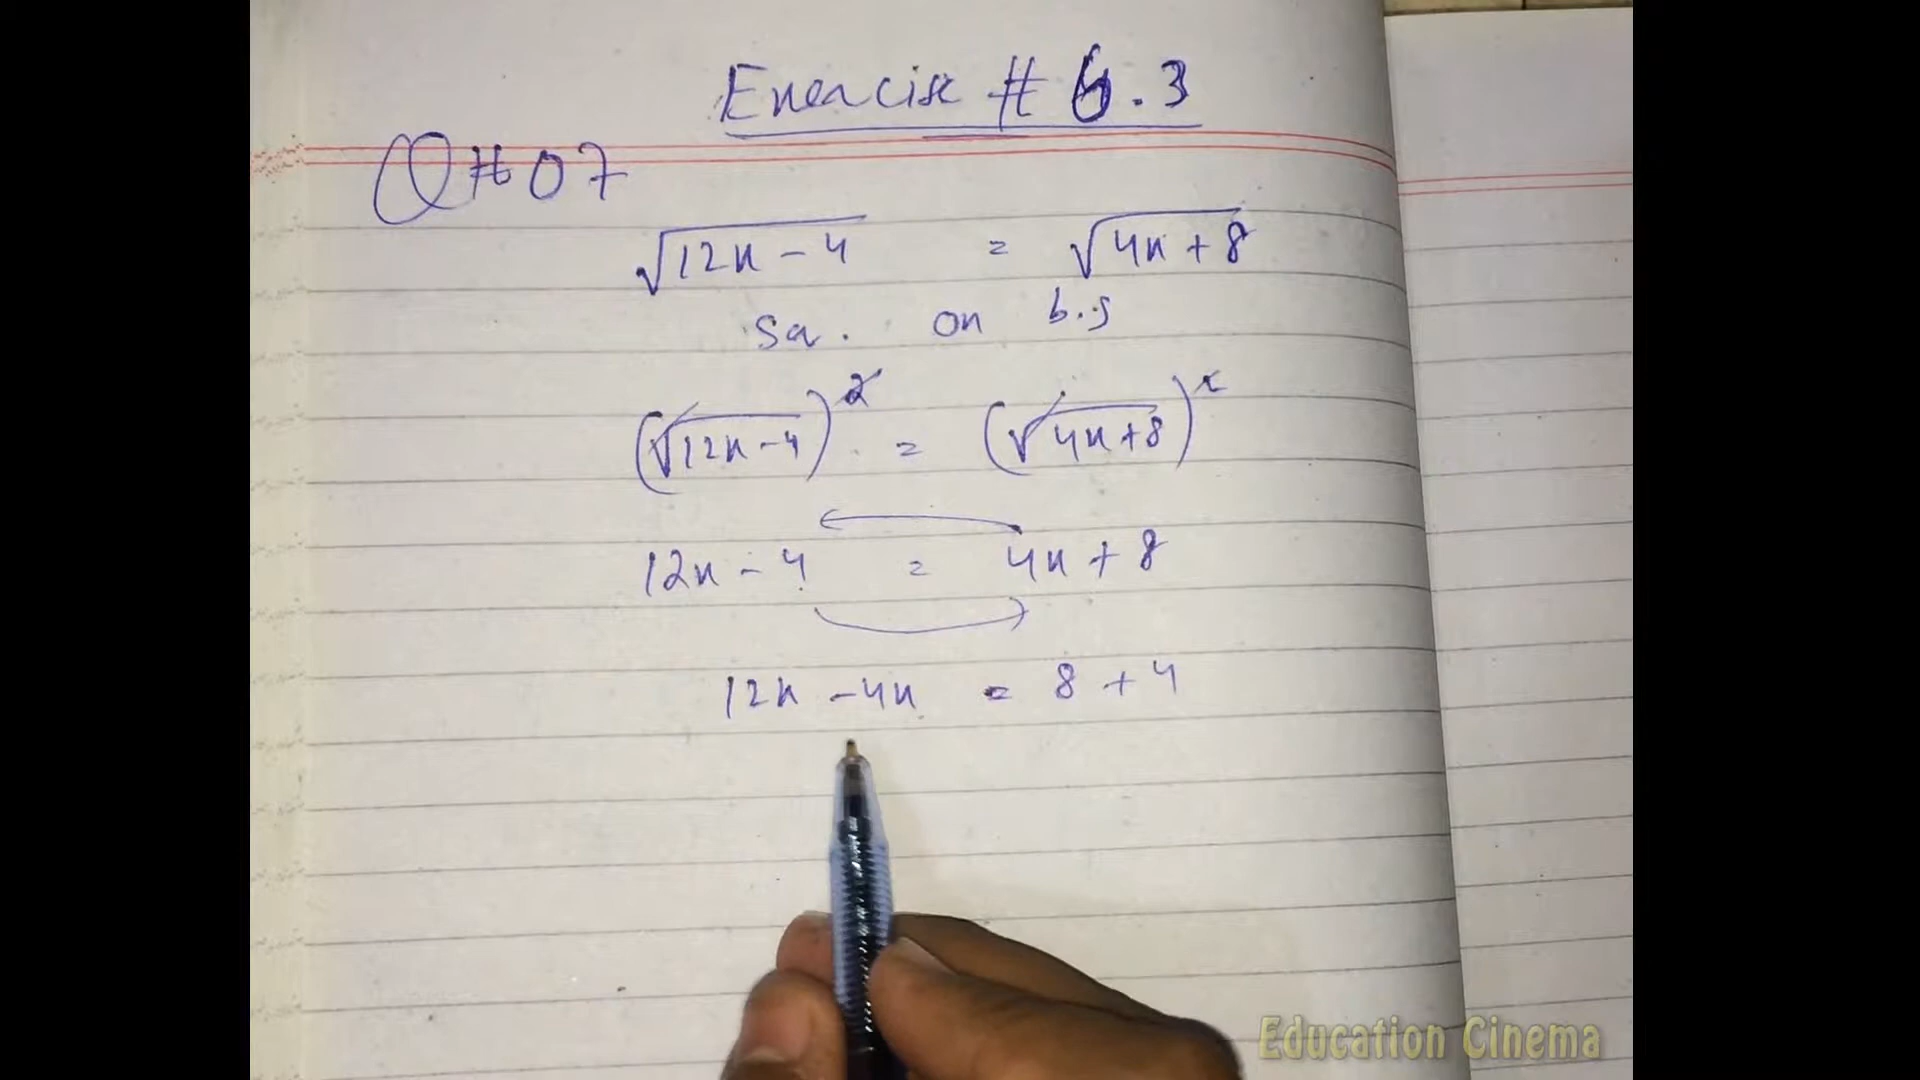 Exercise # 6.3
Q # 07
√12x - 4 = √4x + 8
Sq. on b.s
(√12x - 4)² = (√4x + 8)²
12x - 4 = 4x + 8
12x - 4x = 8 + 4
Education Cinema